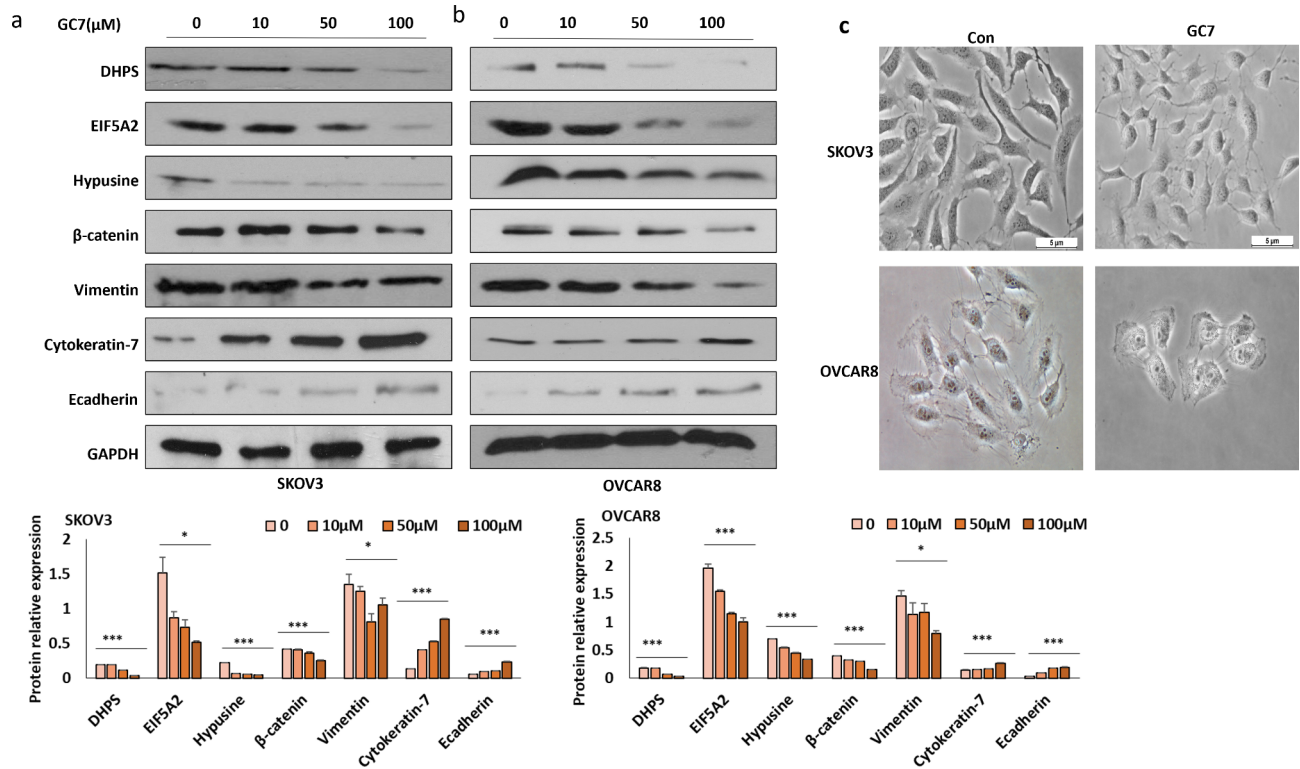 a
GC7(μM) 0 10 50 100
DHPS
EIF5A2
Hypusine
β-catenin
Vimentin
Cytokeratin-7
Ecadherin
GAPDH
SKOV3
b
0 10 50 100
OVCAR8
c
Con GC7
SKOV3
5 μm 5 μm
OVCAR8
SKOV3
0 10μM 50μM 100μM
Protein relative expression
2
1.5
1
0.5
0
* * *** *** *** *** ***
DHPS EIF5A2 Hypusine β-catenin Vimentin Cytokeratin-7 Ecadherin
OVCAR8
0 10μM 50μM 100μM
Protein relative expression
2.5
2
1.5
1
0.5
0
*** * *** *** *** *** ***
DHPS EIF5A2 Hypusine β-catenin Vimentin Cytokeratin-7 Ecadherin